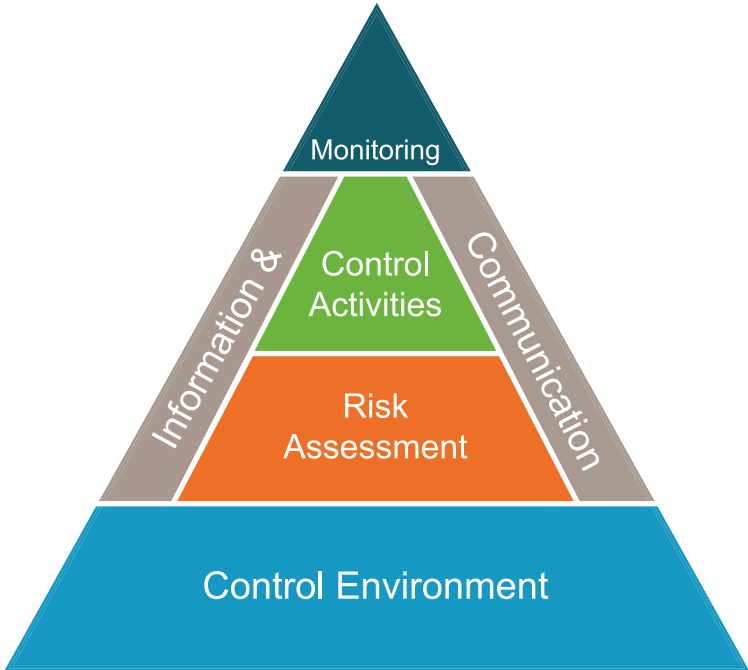 Monitoring
Information &
Communication
Control
Activities
Risk
Assessment
Control Environment